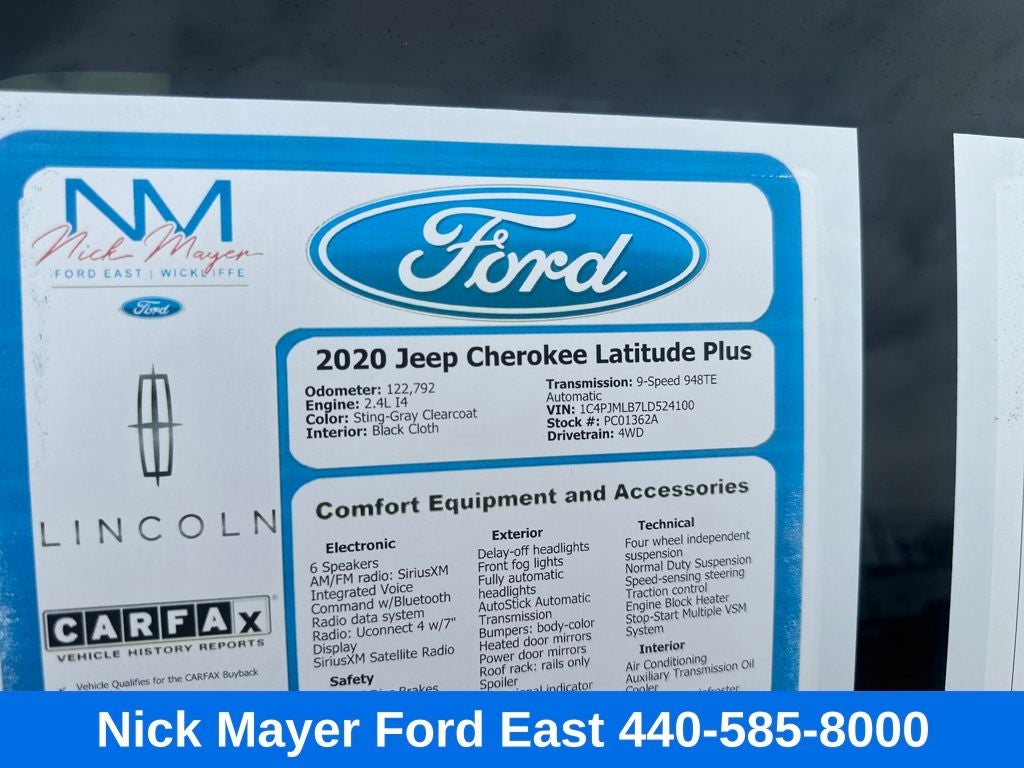 NM
Nick Mayer
FORD EAST | WICKLIFFE
Ford
Ford
LINCOLN
CARFAX
VEHICLE HISTORY REPORTS
Vehicle Qualifies for the CARFAX Buyback
2020 Jeep Cherokee Latitude Plus
Odometer: 122,792
Engine: 2.4L I4
Color: Sting-Gray Clearcoat
Interior: Black Cloth
Transmission: 9-Speed 948TE
Automatic
VIN: 1C4PJMLB7LD524100
Stock #: PC01362A
Drivetrain: 4WD
Comfort Equipment and Accessories
Electronic
6 Speakers
AM/FM radio: SiriusXM
Integrated Voice
Command w/Bluetooth
Radio data system
Radio: Uconnect 4 w/7"
Display
SiriusXM Satellite Radio
Safety
Brakes
Exterior
Delay-off headlights
Front fog lights
Fully automatic
headlights
AutoStick Automatic
Transmission
Bumpers: body-color
Heated door mirrors
Power door mirrors
Roof rack: rails only
Spoiler
indicator
Technical
Four wheel independent
suspension
Normal Duty Suspension
Speed-sensing steering
Traction control
Engine Block Heater
Stop-Start Multiple VSM
System
Interior
Air Conditioning
Auxiliary Transmission Oil
Cooler
Nick Mayer Ford East 440-585-8000